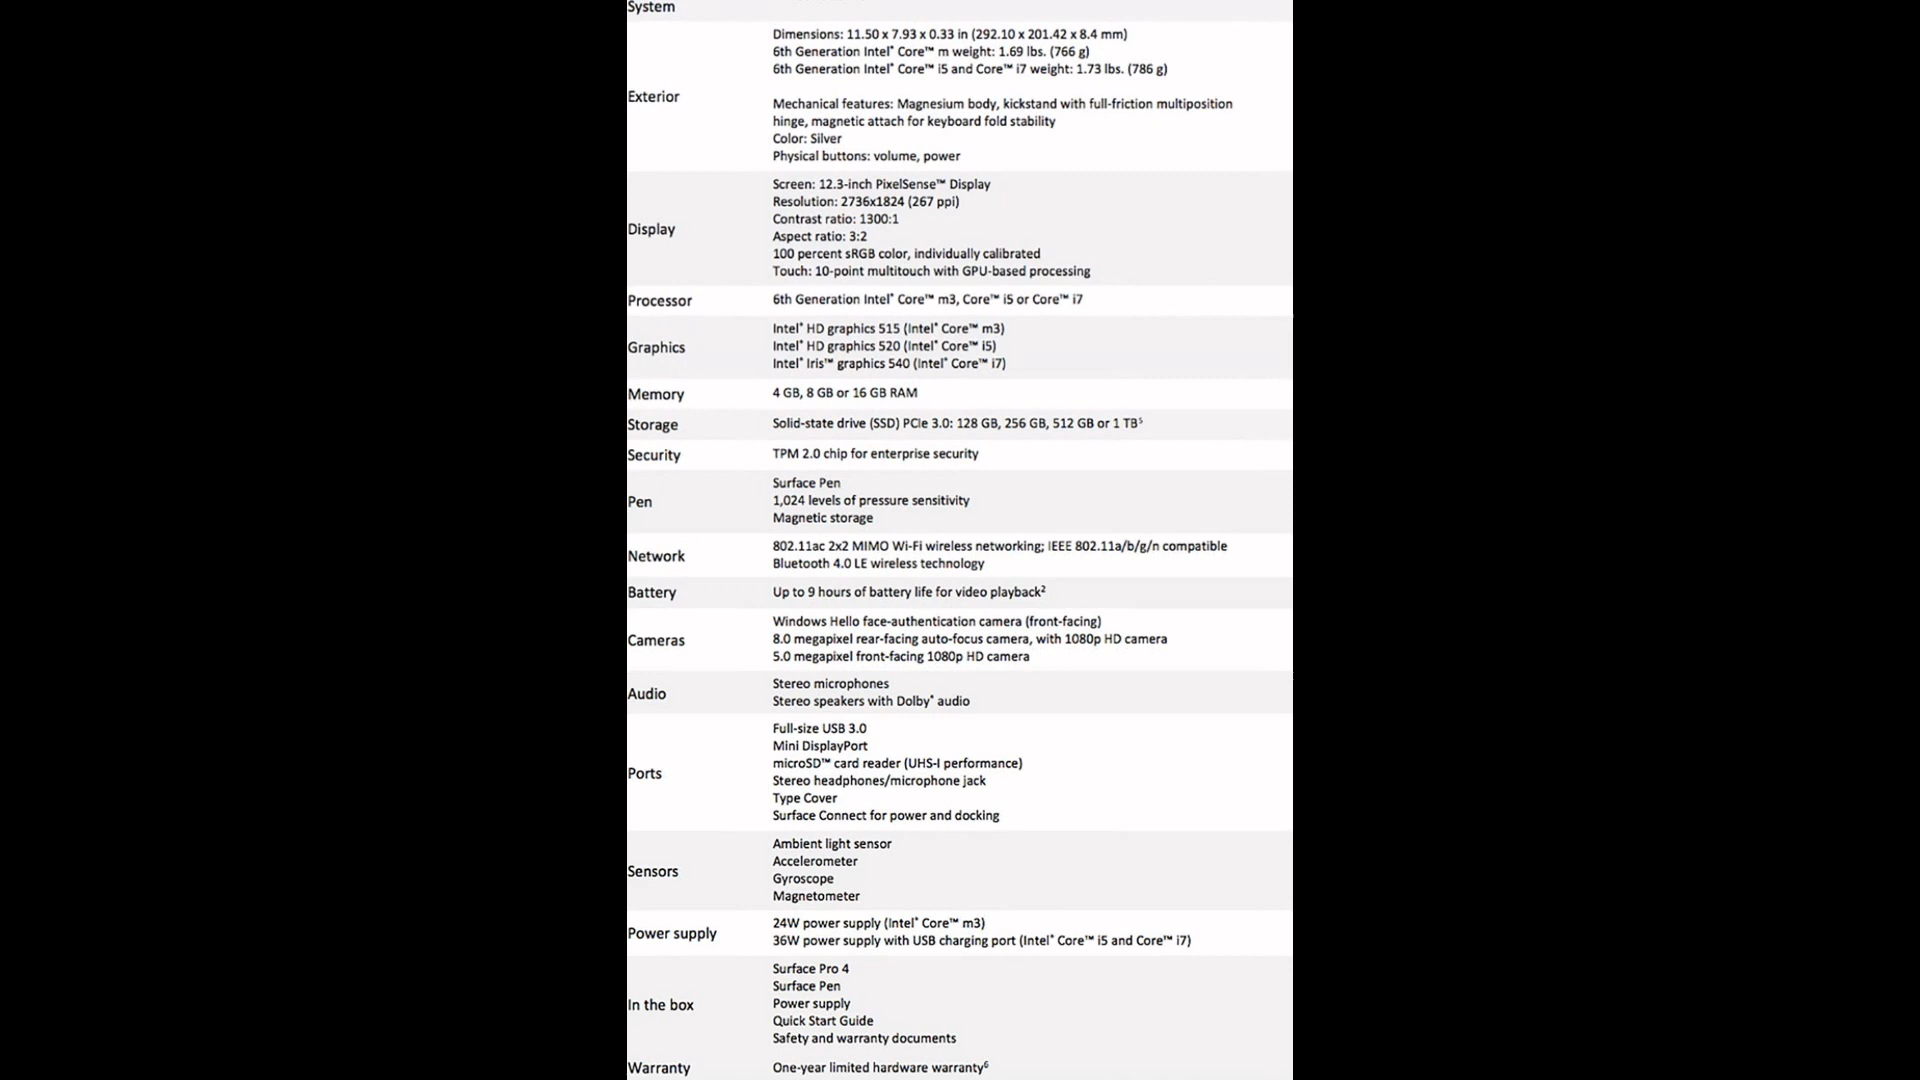 System
Exterior
Dimensions: 11.50 x 7.93 x 0.33 in (292.10 x 201.42 x 8.4 mm)
6th Generation Intel® Core™ m weight: 1.69 lbs. (766 g)
6th Generation Intel® Core™ i5 and Core™ i7 weight: 1.73 lbs. (786 g)
Mechanical features: Magnesium body, kickstand with full-friction multiposition
hinge, magnetic attach for keyboard fold stability
Color: Silver
Physical buttons: volume, power
Display
Screen: 12.3-inch PixelSense™ Display
Resolution: 2736x1824 (267 ppi)
Contrast ratio: 1300:1
Aspect ratio: 3:2
100 percent sRGB color, individually calibrated
Touch: 10-point multitouch with GPU-based processing
Processor
6th Generation Intel® Core™ m3, Core™ i5 or Core™ i7
Graphics
Intel® HD graphics 515 (Intel® Core™ m3)
Intel® HD graphics 520 (Intel® Core™ i5)
Intel® Iris™ graphics 540 (Intel® Core™ i7)
Memory
4 GB, 8 GB or 16 GB RAM
Storage
Solid-state drive (SSD) PCIe 3.0: 128 GB, 256 GB, 512 GB or 1 TB⁵
Security
TPM 2.0 chip for enterprise security
Pen
Surface Pen
1,024 levels of pressure sensitivity
Magnetic storage
Network
802.11ac 2x2 MIMO Wi-Fi wireless networking; IEEE 802.11a/b/g/n compatible
Bluetooth 4.0 LE wireless technology
Battery
Up to 9 hours of battery life for video playback²
Cameras
Windows Hello face-authentication camera (front-facing)
8.0 megapixel rear-facing auto-focus camera, with 1080p HD camera
5.0 megapixel front-facing 1080p HD camera
Audio
Stereo microphones
Stereo speakers with Dolby® audio
Ports
Full-size USB 3.0
Mini DisplayPort
microSD™ card reader (UHS-I performance)
Stereo headphones/microphone jack
Type Cover
Surface Connect for power and docking
Sensors
Ambient light sensor
Accelerometer
Gyroscope
Magnetometer
Power supply
24W power supply (Intel® Core™ m3)
36W power supply with USB charging port (Intel® Core™ i5 and Core™ i7)
In the box
Surface Pro 4
Surface Pen
Power supply
Quick Start Guide
Safety and warranty documents
Warranty
One-year limited hardware warranty⁶